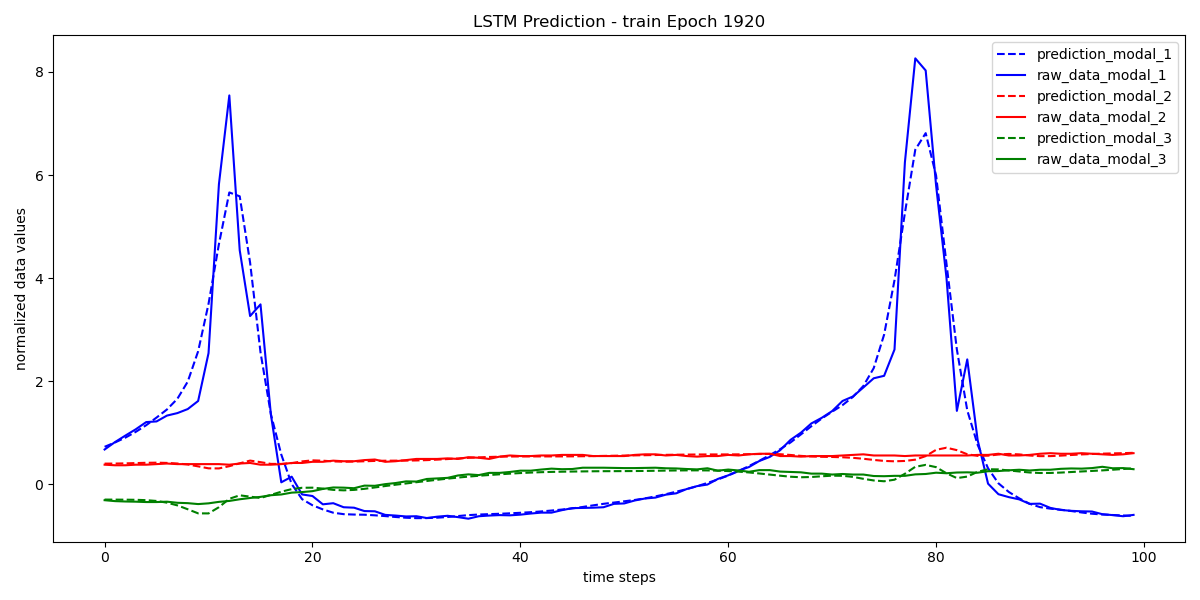 LSTM Prediction - train Epoch 1920
normalized data values
8
6
4
2
0
prediction_modal_1
raw_data_modal_1
prediction_modal_2
raw_data_modal_2
prediction_modal_3
raw_data_modal_3
0 20 40 60 80 100
time steps